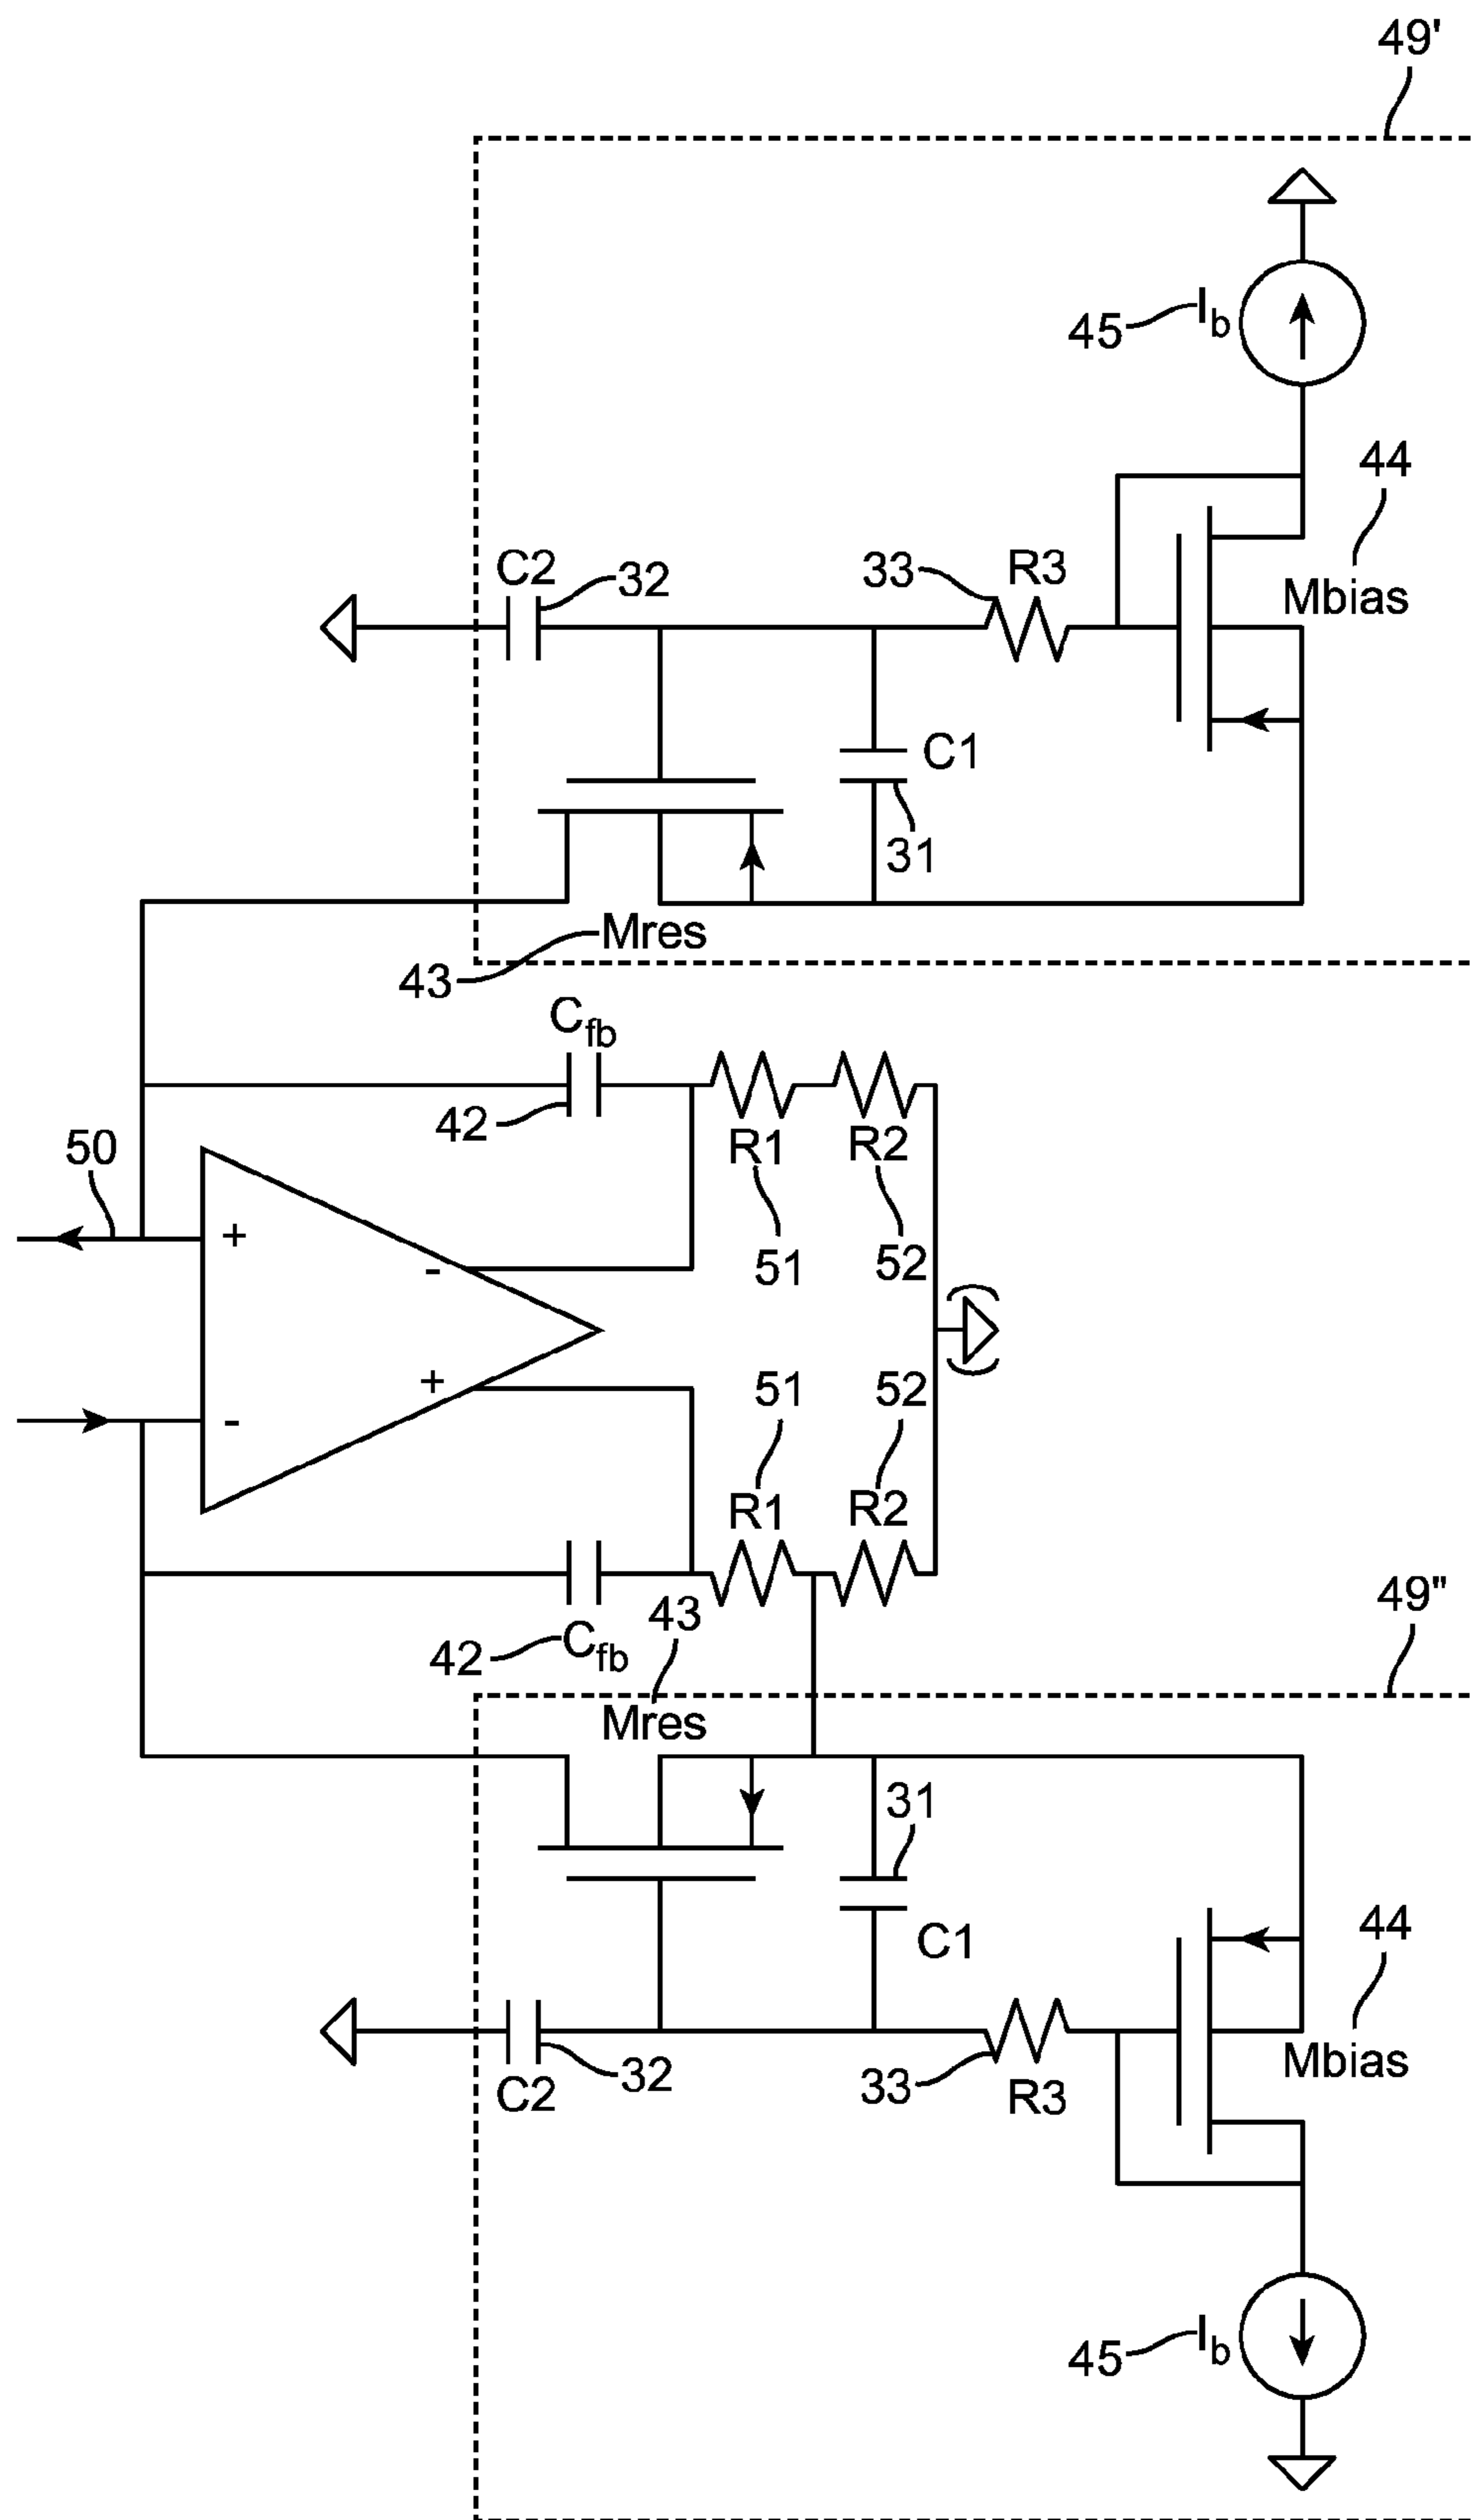 49'
45 Ib
44
C2 32 33 R3 Mbias
C1
31
Mres
43
Cfb
42
50 R1 R2
+ 51 52
-
+ 51 52
-
R1 R2
43 49"
42 Cfb
Mres
31
44
C1
32 33 Mbias
C2 R3
45 Ib